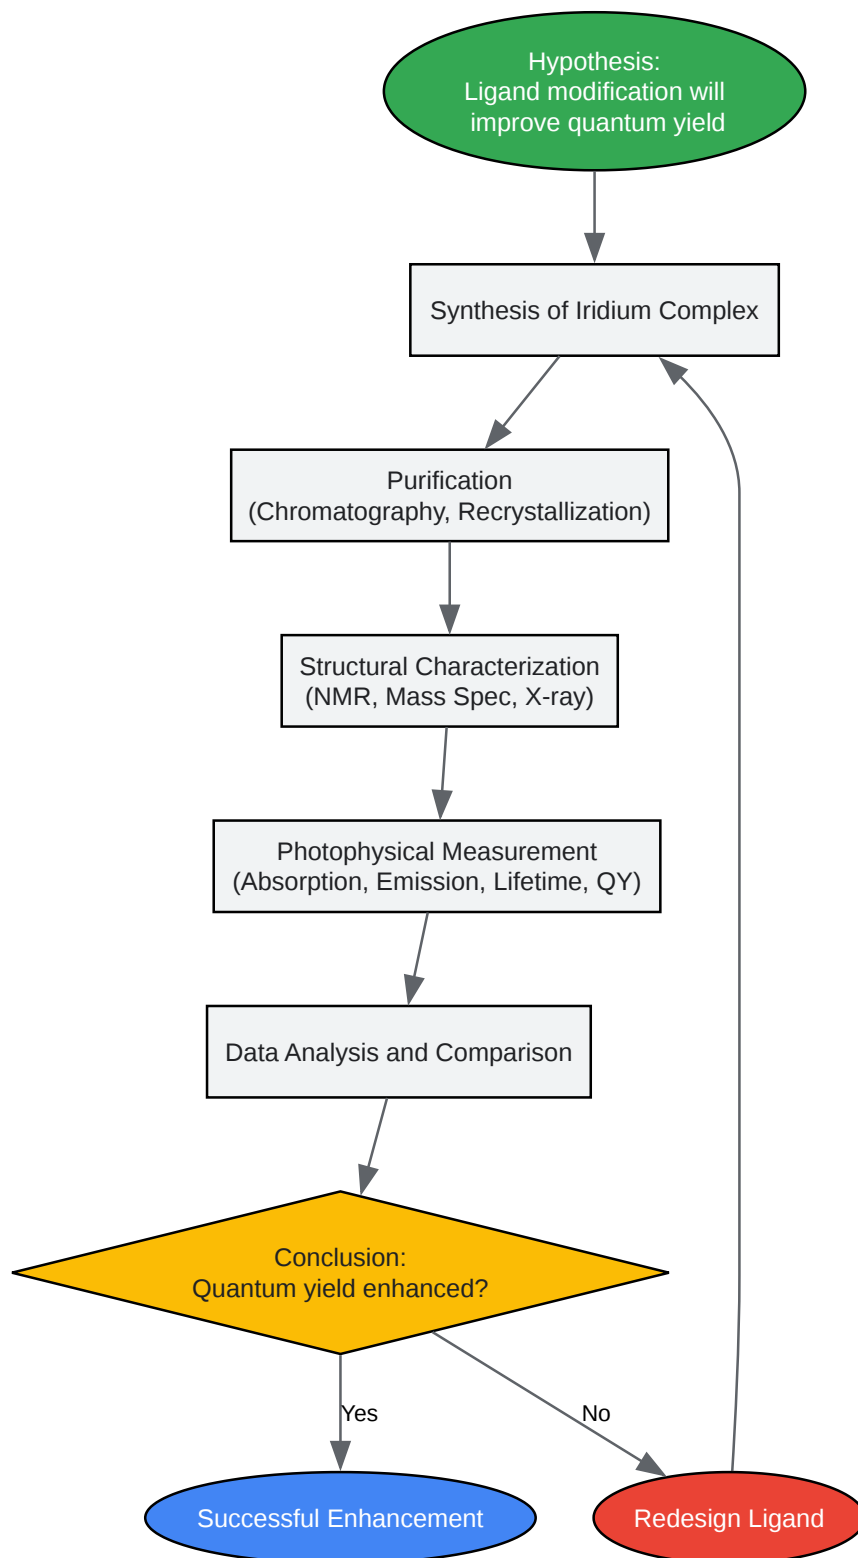 Hypothesis:
Ligand modification will
improve quantum yield
Synthesis of Iridium Complex
Purification
(Chromatography, Recrystallization)
Structural Characterization
(NMR, Mass Spec, X-ray)
Photophysical Measurement
(Absorption, Emission, Lifetime, QY)
Data Analysis and Comparison
Conclusion:
Quantum yield enhanced?
Yes
No
Successful Enhancement
Redesign Ligand